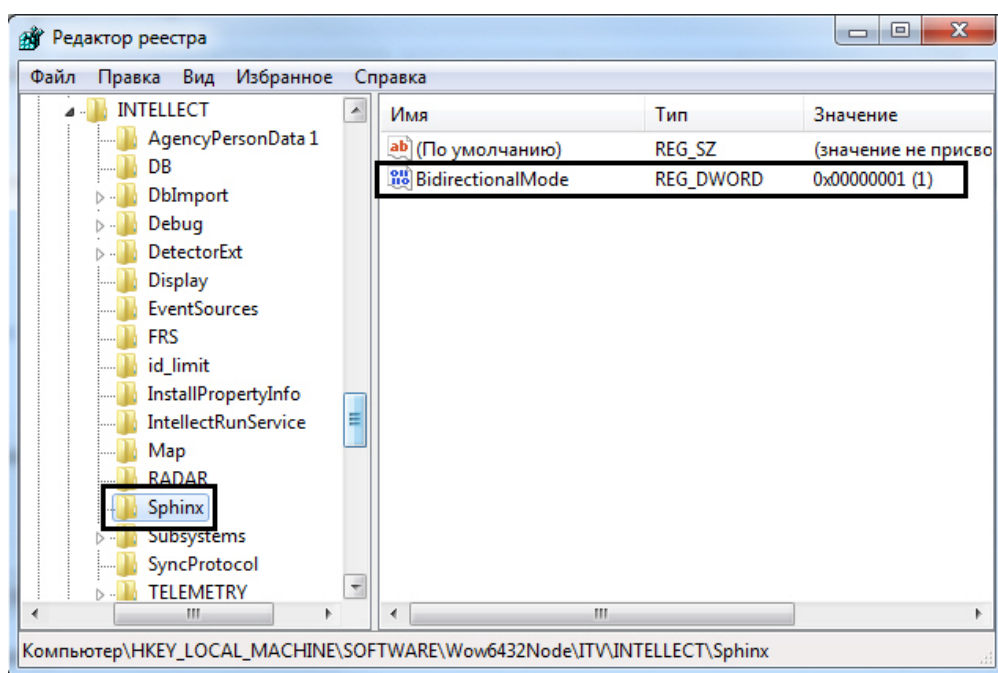 Редактор реестра
Файл Правка Вид Избранное Справка
INTELLECT
AgencyPersonData 1
DB
DbImport
Debug
DetectorExt
Display
EventSources
FRS
id_limit
InstallPropertyInfo
IntellectRunService
Map
RADAR
Sphinx
Subsystems
SyncProtocol
TELEMETRY
Имя Тип Значение
(По умолчанию) REG_SZ (значение не присво
BidirectionalMode REG_DWORD 0x00000001 (1)
Компьютер\HKEY_LOCAL_MACHINE\SOFTWARE\Wow6432Node\ITV\INTELLECT\Sphinx